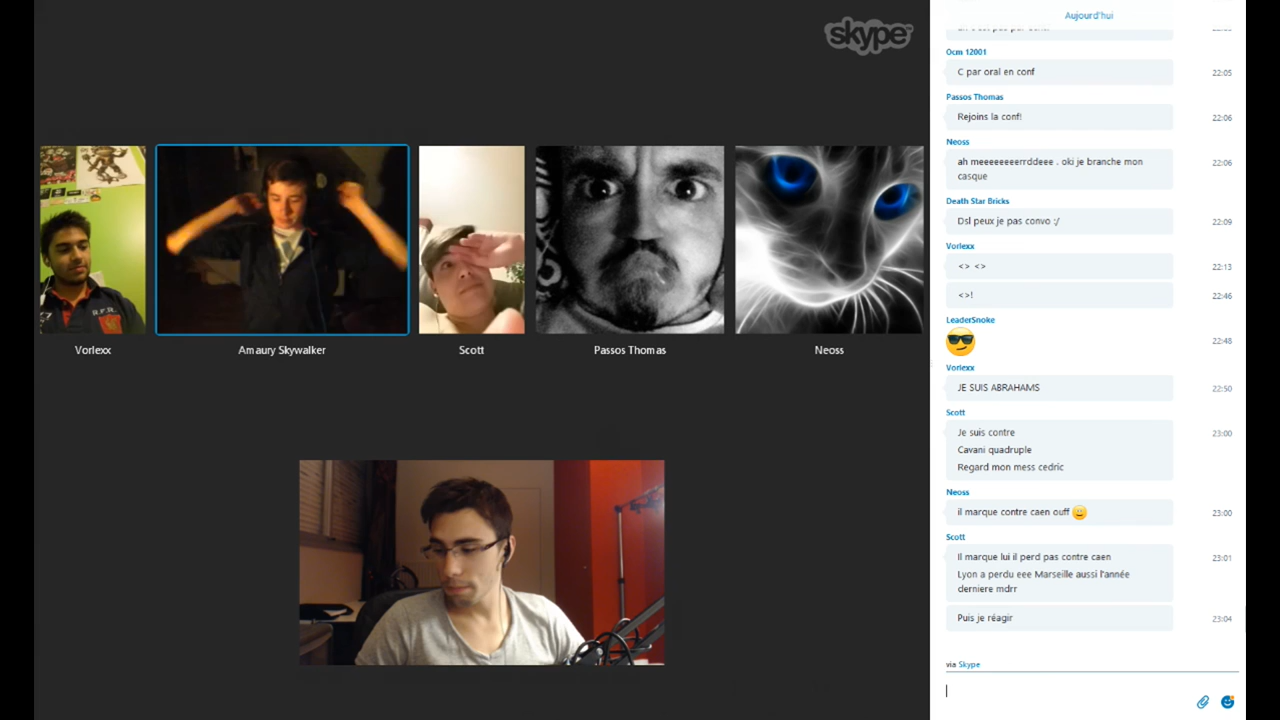 skype™
Vorlexx
Amaury Skywalker
Scott
Passos Thomas
Neoss
R.F.R.
Aujourd'hui
Ocm 12001
C par oral en conf
22:05
Passos Thomas
Rejoins la conf!
22:06
Neoss
ah meeeeeeerrddeee . oki je branche mon
22:06
casque
Death Star Bricks
Dsl peux je pas convo :/
22:09
Vorlexx
<> <>
22:13
<>!
22:46
LeaderSnoke
22:48
Vorlexx
JE SUIS ABRAHAMS
22:50
Scott
Je suis contre
23:00
Cavani quadruple
Regard mon mess cedric
Neoss
il marque contre caen ouff
23:00
Scott
Il marque lui il perd pas contre caen
23:01
Lyon a perdu eee Marseille aussi l'année
derniere mdrr
Puis je réagir
23:04
via Skype